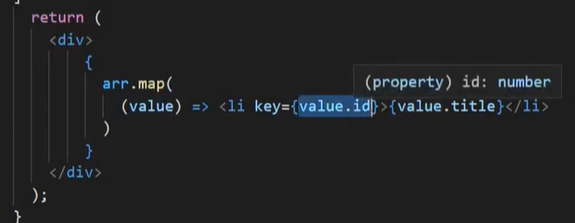 return (
<div>
{
arr.map(
(property) id: number
(value) => <li key={value.id}>{value.title}</li>
)
}
</div>
);
}